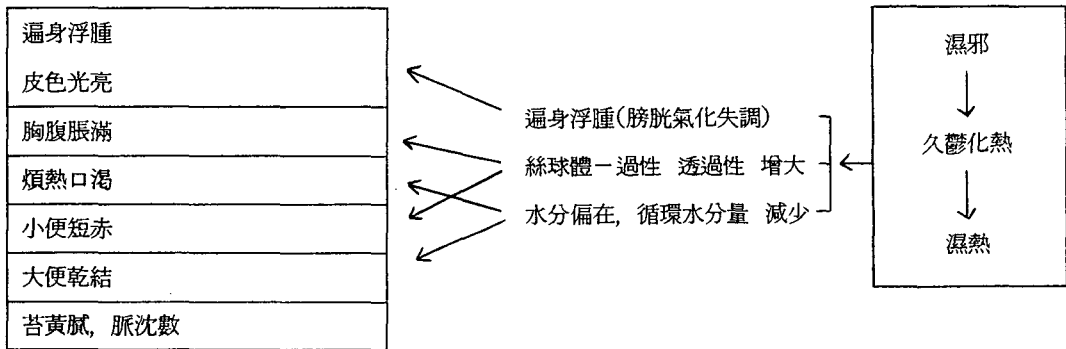 遍身浮腫
皮色光亮
胸腹脹滿
煩熱口渴
小便短赤
大便乾結
苔黃膩, 脈沈數
遍身浮腫(膀胱氣化失調)
絲球體一過性 透過性 增大
水分偏在, 循環水分量 減少
濕邪
久鬱化熱
濕熱